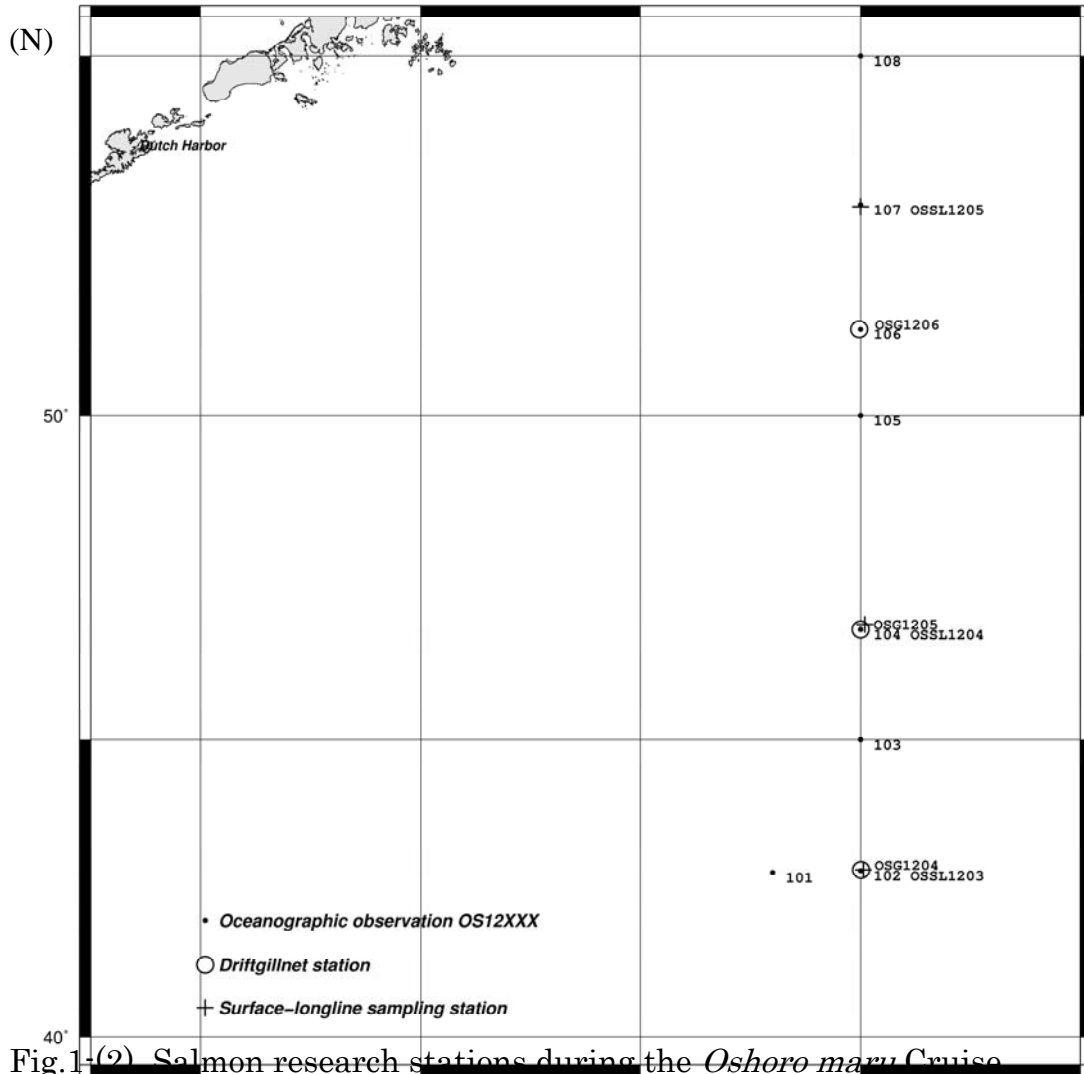 (N)
108
Dutch Harbor
107 OSSL1205
OSG1206
106
50°
105
OSG1205
104 OSSL1204
103
OSG1204
102 OSSL1203
101
Oceanographic observation OS12XXX
Driftgillnet station
Surface-longline sampling station
40°
Fig.1-(2) Salmon research stations during the Oshoro maru Cruise